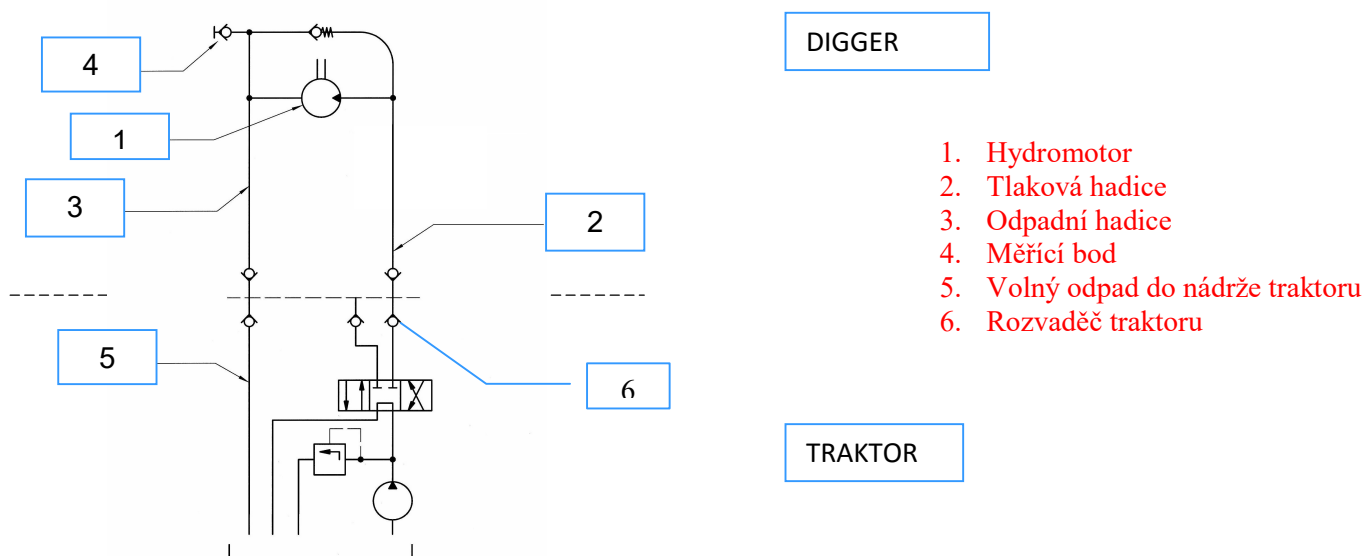 4
DIGGER
1
3
2
1. Hydromotor
2. Tlaková hadice
3. Odpadní hadice
4. Měřící bod
5. Volný odpad do nádrže traktoru
6. Rozvaděč traktoru
5
6
TRAKTOR